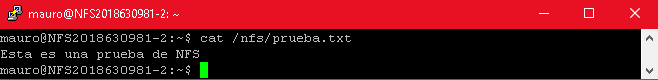 mauro@NFS2018630981-2: ~
mauro@NFS2018630981-2:~$ cat /nfs/prueba.txt
Esta es una prueba de NFS
mauro@NFS2018630981-2:~$